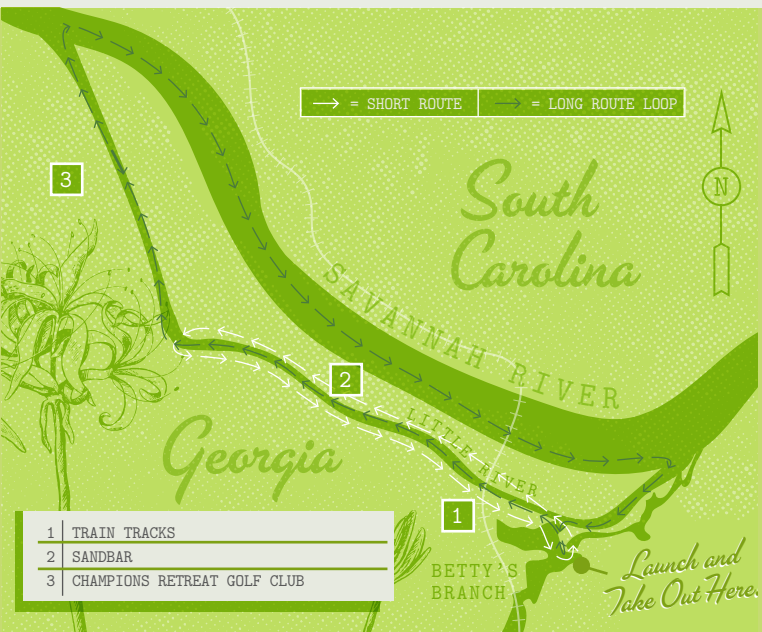 → = SHORT ROUTE
→ = LONG ROUTE LOOP
N
3
South
Carolina
SAVANNAH RIVER
2
LITTLE RIVER
Georgia
1
1 TRAIN TRACKS
2 SANDBAR
3 CHAMPIONS RETREAT GOLF CLUB
BETTY'S
BRANCH
Launch and
Take Out Here.